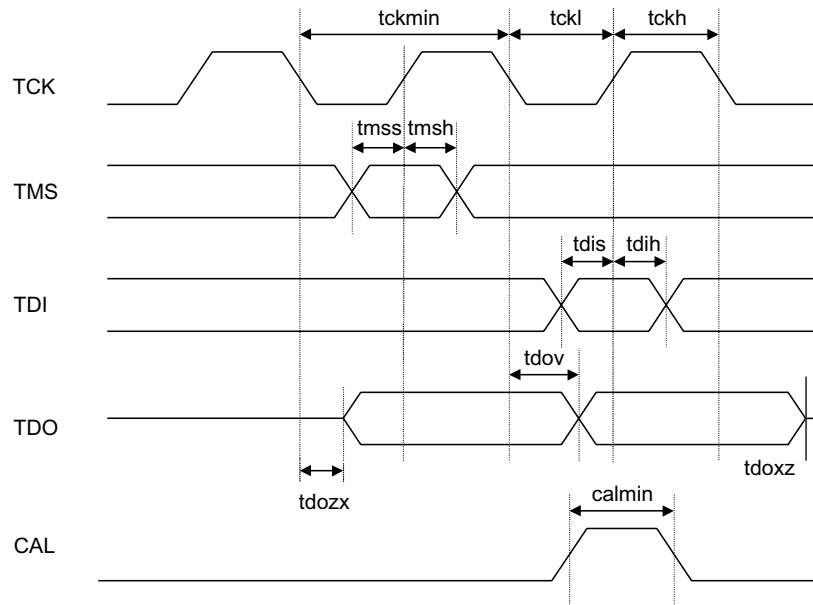 tckmin
tckl
tckh
TCK
tmss
tmsh
TMS
tdis
tdih
TDI
tdov
TDO
tdoxz
tdozx
calmin
CAL